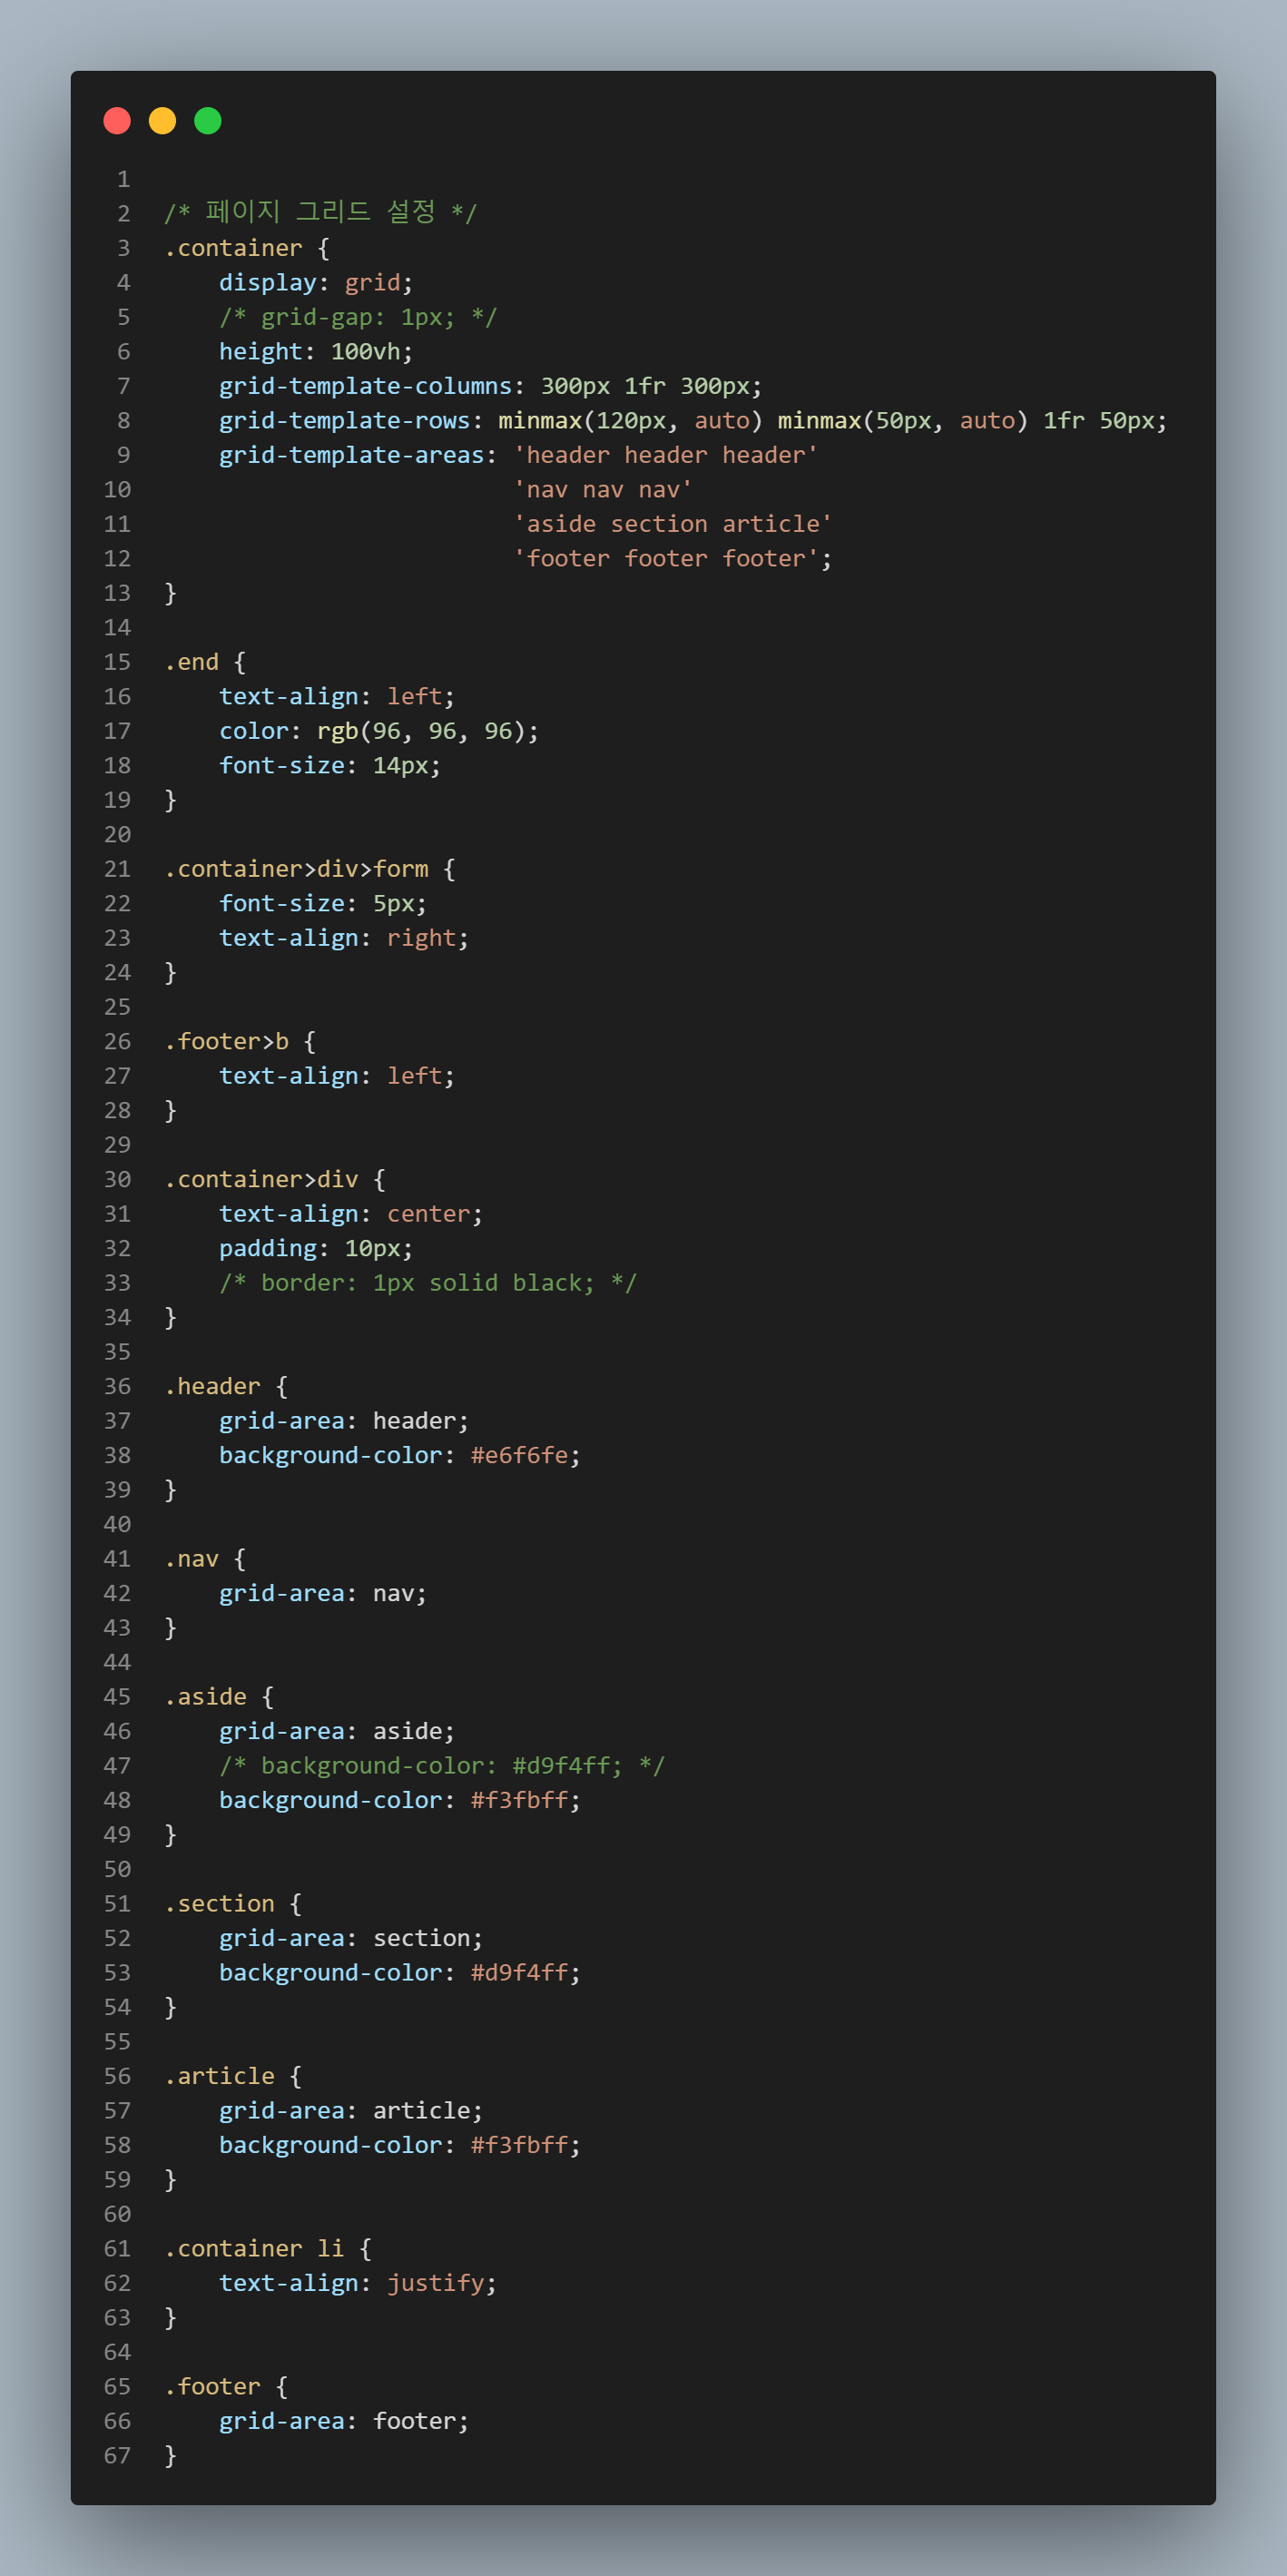 1
2 /* 페이지 그리드 설정 */
3 .container {
4     display: grid;
5     /* grid-gap: 1px; */
6     height: 100vh;
7     grid-template-columns: 300px 1fr 300px;
8     grid-template-rows: minmax(120px, auto) minmax(50px, auto) 1fr 50px;
9     grid-template-areas: 'header header header'
10                          'nav nav nav'
11                          'aside section article'
12                          'footer footer footer';
13 }
14
15 .end {
16     text-align: left;
17     color: rgb(96, 96, 96);
18     font-size: 14px;
19 }
20
21 .container>div>form {
22     font-size: 5px;
23     text-align: right;
24 }
25
26 .footer>b {
27     text-align: left;
28 }
29
30 .container>div {
31     text-align: center;
32     padding: 10px;
33     /* border: 1px solid black; */
34 }
35
36 .header {
37     grid-area: header;
38     background-color: #e6f6fe;
39 }
40
41 .nav {
42     grid-area: nav;
43 }
44
45 .aside {
46     grid-area: aside;
47     /* background-color: #d9f4ff; */
48     background-color: #f3fbff;
49 }
50
51 .section {
52     grid-area: section;
53     background-color: #d9f4ff;
54 }
55
56 .article {
57     grid-area: article;
58     background-color: #f3fbff;
59 }
60
61 .container li {
62     text-align: justify;
63 }
64
65 .footer {
66     grid-area: footer;
67 }